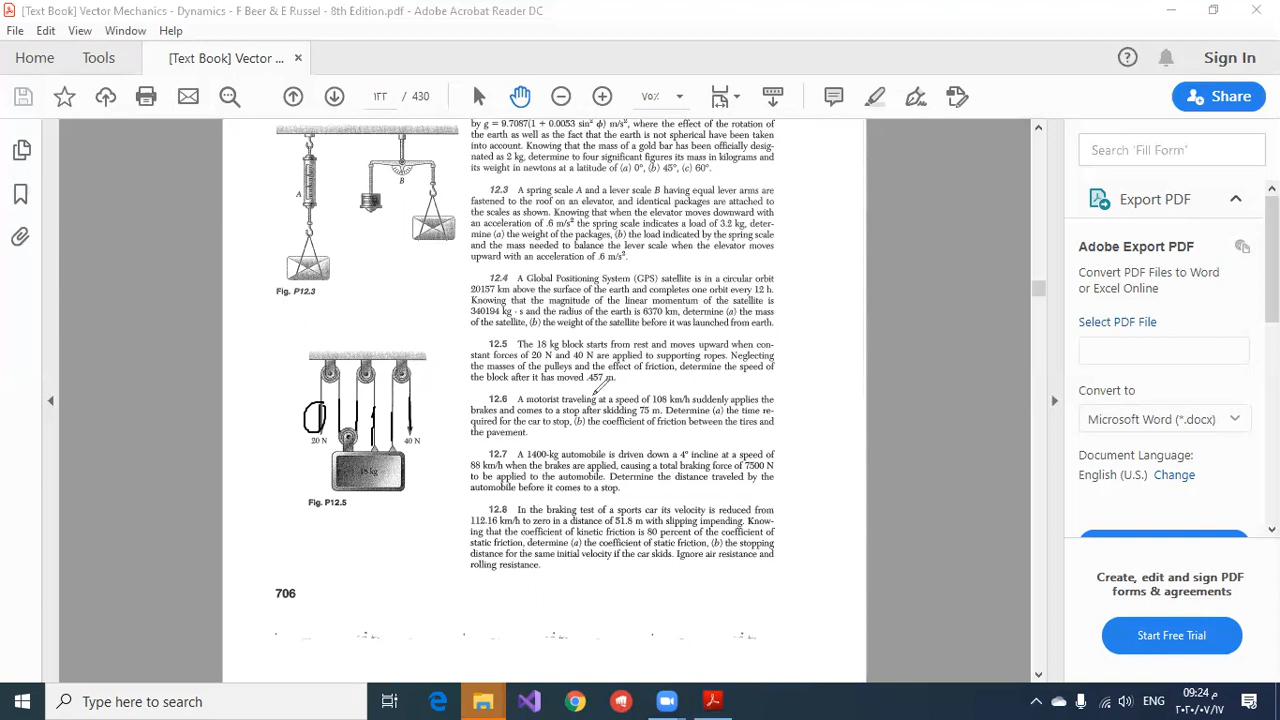 [Text Book] Vector Mechanics - Dynamics - F Beer & E Russel - 8th Edition.pdf - Adobe Acrobat Reader DC
File Edit View Window Help
Home Tools [Text Book] Vector ... × Sign In
١٢٢ / 430 ٧٥% Share
by g = 9.7087(1 + 0.0053 sin² ϕ) m/s², where the effect of the rotation of
the earth as well as the fact that the earth is not spherical have been taken
into account. Knowing that the mass of a gold bar has been officially desig-
nated as 2 kg, determine to four significant figures its mass in kilograms and
its weight in newtons at a latitude of (a) 0°, (b) 45°, (c) 60°.
A
B
Fig. P12.3
12.3 A spring scale A and a lever scale B having equal lever arms are
fastened to the roof on an elevator, and identical packages are attached to
the scales as shown. Knowing that when the elevator moves downward with
an acceleration of .6 m/s² the spring scale indicates a load of 3.2 kg, deter-
mine (a) the weight of the packages, (b) the load indicated by the spring scale
and the mass needed to balance the lever scale when the elevator moves
upward with an acceleration of .6 m/s².
12.4 A Global Positioning System (GPS) satellite is in a circular orbit
20157 km above the surface of the earth and completes one orbit every 12 h.
Knowing that the magnitude of the linear momentum of the satellite is
340194 kg · s and the radius of the earth is 6370 km, determine (a) the mass
of the satellite, (b) the weight of the satellite before it was launched from earth.
12.5 The 18 kg block starts from rest and moves upward when con-
stant forces of 20 N and 40 N are applied to supporting ropes. Neglecting
the masses of the pulleys and the effect of friction, determine the speed of
the block after it has moved .457 m.
20 N
40 N
18 kg
Fig. P12.5
12.6 A motorist traveling at a speed of 108 km/h suddenly applies the
brakes and comes to a stop after skidding 75 m. Determine (a) the time re-
quired for the car to stop, (b) the coefficient of friction between the tires and
the pavement.
12.7 A 1400-kg automobile is driven down a 4° incline at a speed of
88 km/h when the brakes are applied, causing a total braking force of 7500 N
to be applied to the automobile. Determine the distance traveled by the
automobile before it comes to a stop.
12.8 In the braking test of a sports car its velocity is reduced from
112.16 km/h to zero in a distance of 51.8 m with slipping impending. Know-
ing that the coefficient of kinetic friction is 80 percent of the coefficient of
static friction, determine (a) the coefficient of static friction, (b) the stopping
distance for the same initial velocity if the car skids. Ignore air resistance and
rolling resistance.
706
Search 'Fill Form'
Export PDF
Adobe Export PDF
Convert PDF Files to Word
or Excel Online
Select PDF File
Convert to
Microsoft Word (*.docx)
Document Language:
English (U.S.) Change
Create, edit and sign PDF
forms & agreements
Start Free Trial
Type here to search
ENG
09:24 م
٢٠٢٠/٠٧/١٧